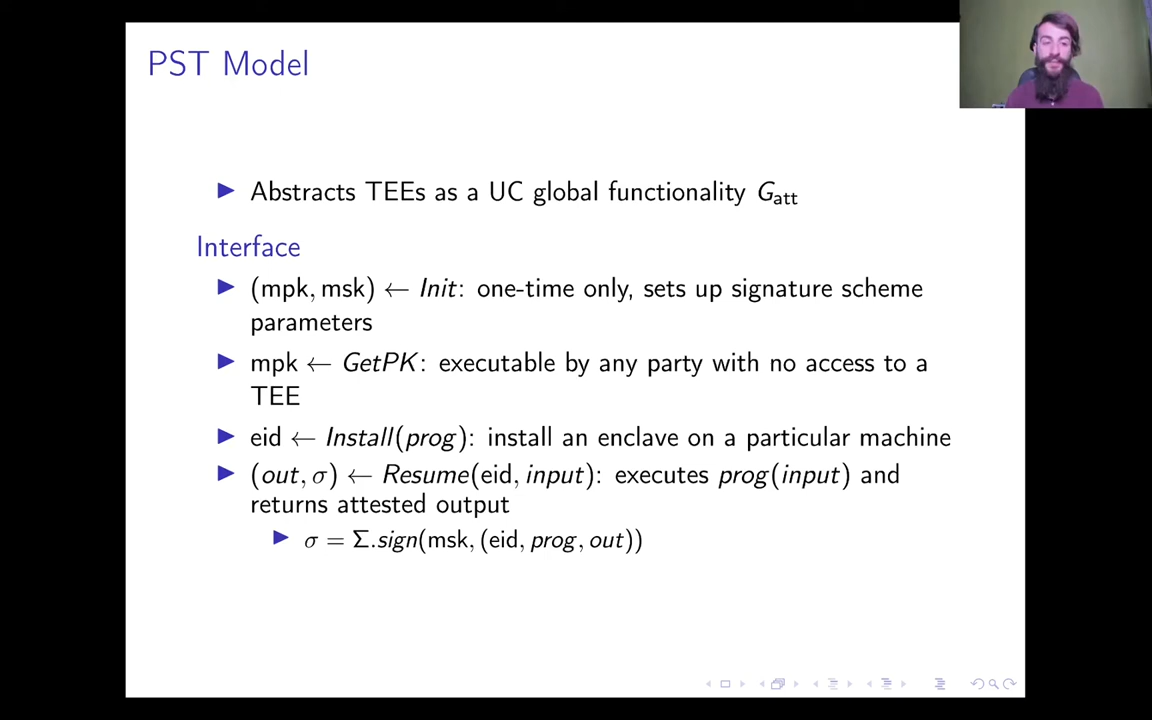 PST Model
▶ Abstracts TEEs as a UC global functionality G_att
Interface
▶ (mpk, msk) ← Init: one-time only, sets up signature scheme
parameters
▶ mpk ← GetPK: executable by any party with no access to a
TEE
▶ eid ← Install(prog): install an enclave on a particular machine
▶ (out, σ) ← Resume(eid, input): executes prog(input) and
returns attested output
▶ σ = Σ.sign(msk, (eid, prog, out))